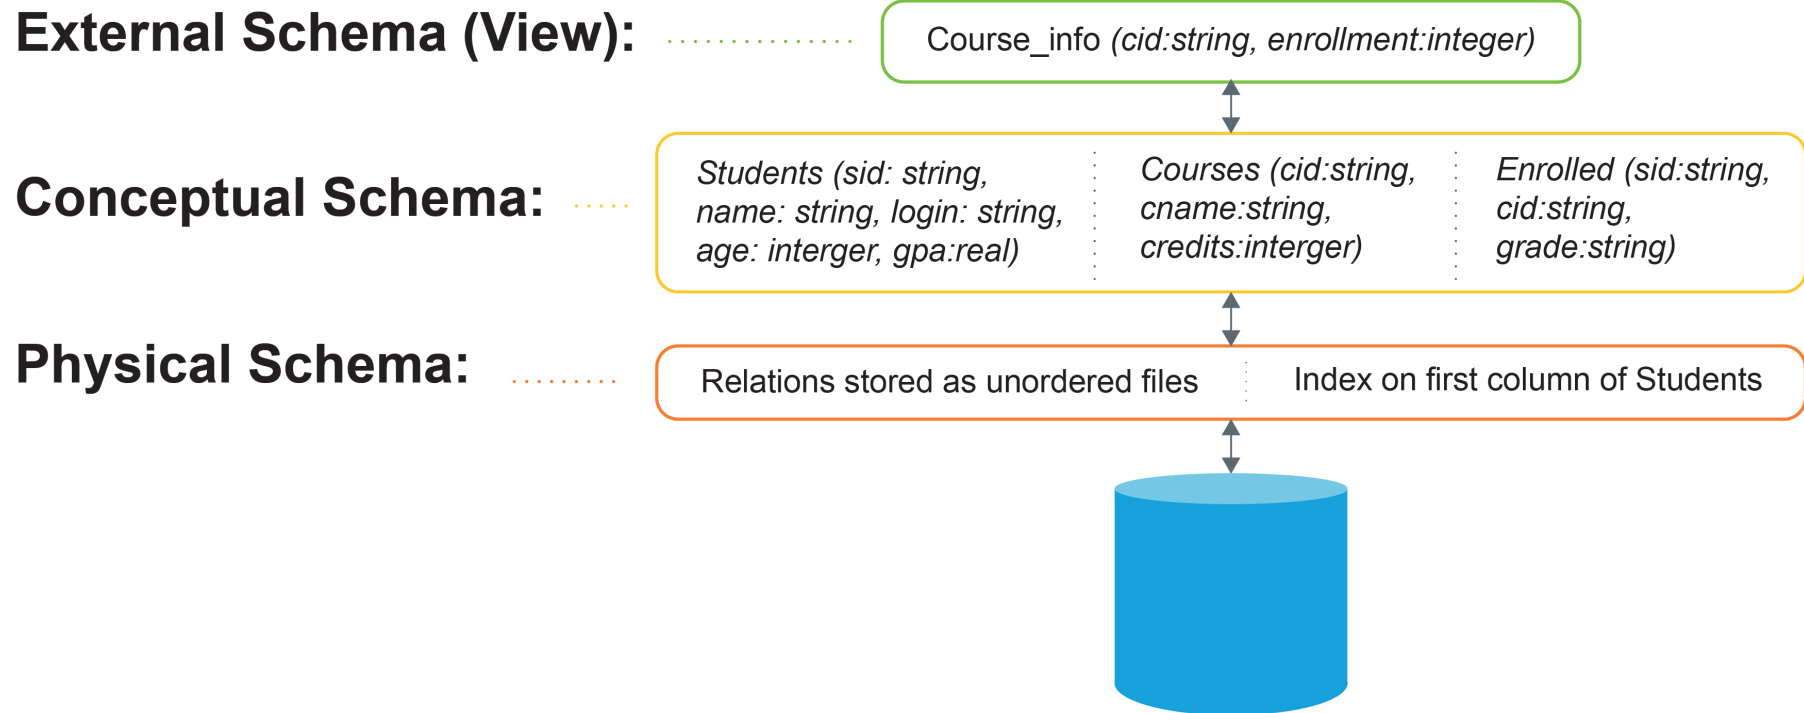 External Schema (View):
Course_info (cid:string, enrollment:integer)
Conceptual Schema:
Students (sid: string,
name: string, login: string,
age: interger, gpa:real)
Courses (cid:string,
cname:string,
credits:interger)
Enrolled (sid:string,
cid:string,
grade:string)
Physical Schema:
Relations stored as unordered files
Index on first column of Students